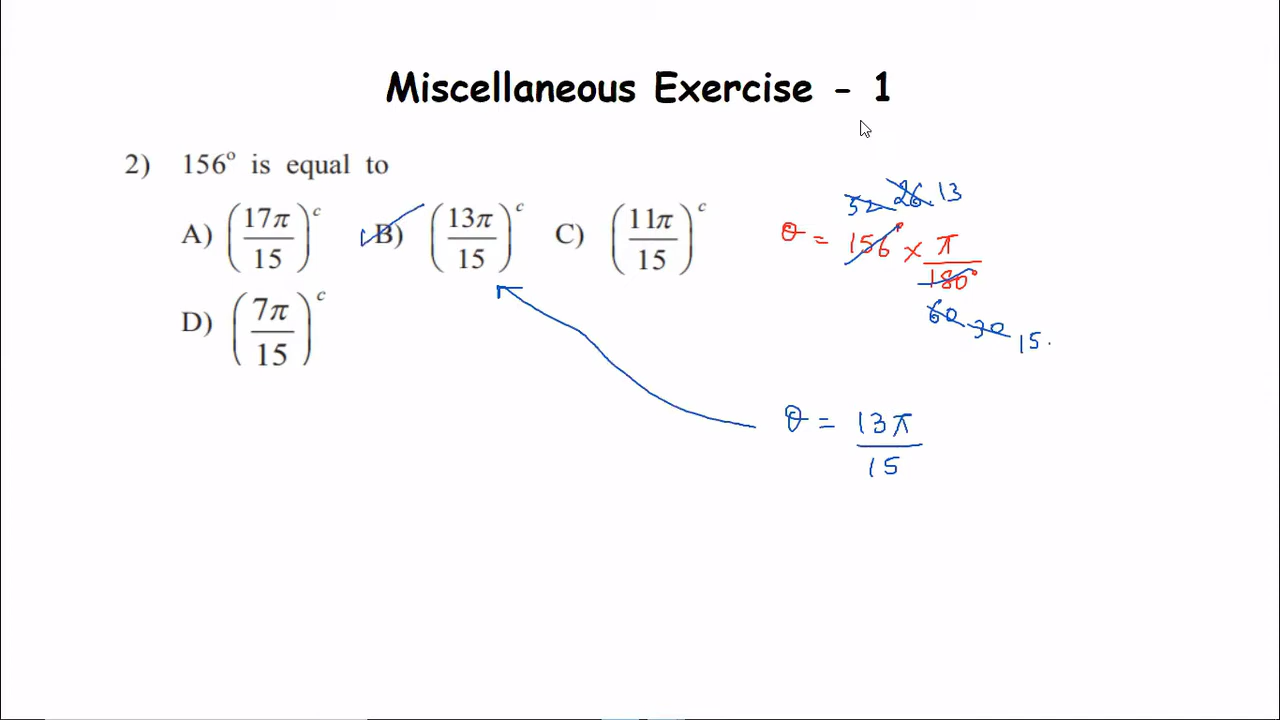 Miscellaneous Exercise - 1
2) 156° is equal to
A) (17π/15)ᶜ B) (13π/15)ᶜ C) (11π/15)ᶜ
D) (7π/15)ᶜ
52 26 13
θ = 156° × π/180°
60 30 15.
θ = 13π/15